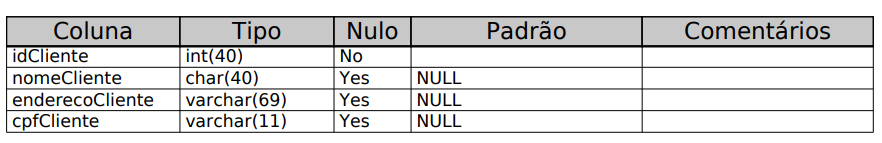 Coluna Tipo Nulo Padrão Comentários
idCliente int(40) No
nomeCliente char(40) Yes NULL
enderecoCliente varchar(69) Yes NULL
cpfCliente varchar(11) Yes NULL